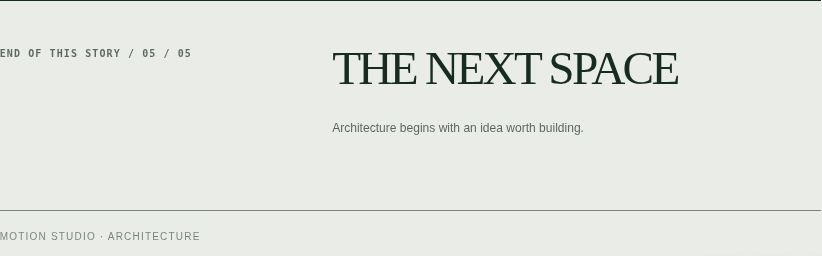 END OF THIS STORY / 05 / 05
THE NEXT SPACE
Architecture begins with an idea worth building.
MOTION STUDIO · ARCHITECTURE